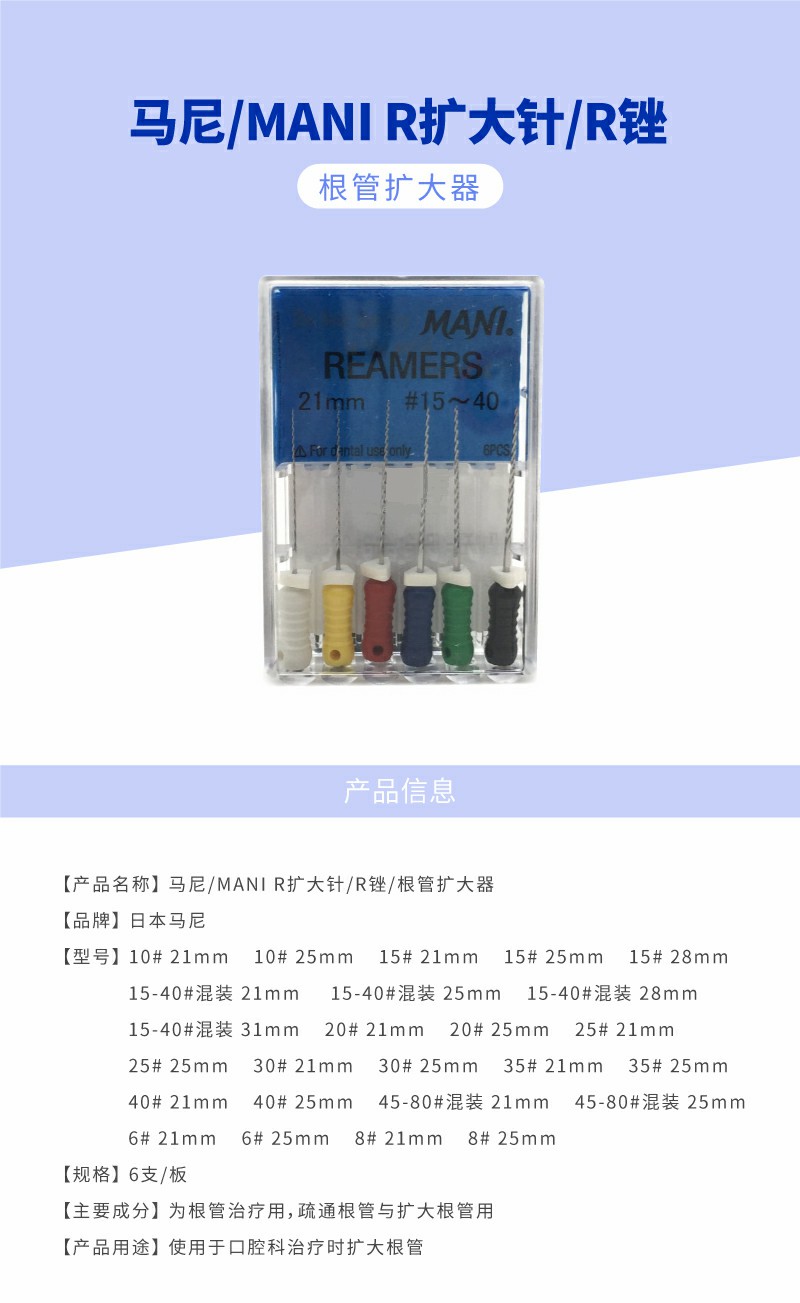 马尼/MANI R扩大针/R锉
根管扩大器
MANI.
REAMERS
21mm #15～40
⚠ For dental use only 6PCS.
产品信息
【产品名称】马尼/MANI R扩大针/R锉/根管扩大器
【品牌】日本马尼
【型号】10# 21mm 10# 25mm 15# 21mm 15# 25mm 15# 28mm
15-40#混装 21mm 15-40#混装 25mm 15-40#混装 28mm
15-40#混装 31mm 20# 21mm 20# 25mm 25# 21mm
25# 25mm 30# 21mm 30# 25mm 35# 21mm 35# 25mm
40# 21mm 40# 25mm 45-80#混装 21mm 45-80#混装 25mm
6# 21mm 6# 25mm 8# 21mm 8# 25mm
【规格】6支/板
【主要成分】为根管治疗用,疏通根管与扩大根管用
【产品用途】使用于口腔科治疗时扩大根管